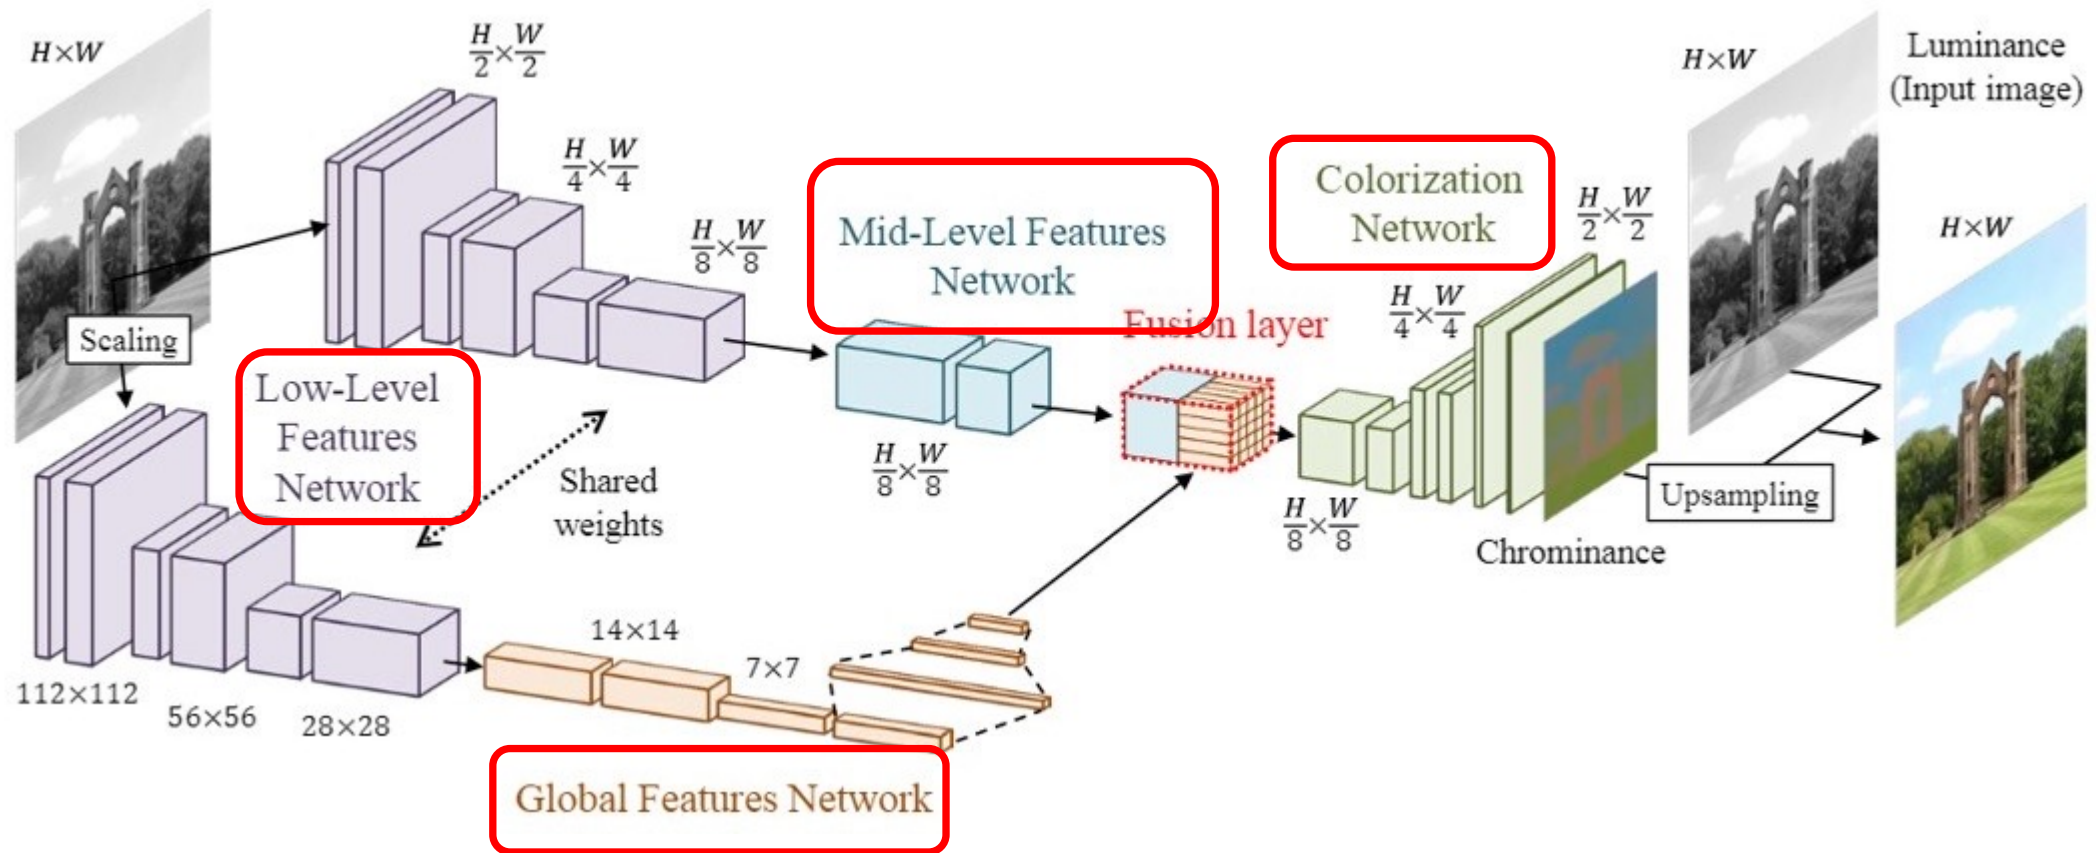 H×W
H/2×W/2
H/4×W/4
H/8×W/8
Scaling
Low-Level
Features
Network
Shared
weights
112×112
56×56
28×28
14×14
7×7
Global Features Network
Mid-Level Features
Network
H/8×W/8
Fusion layer
Colorization
Network
H/8×W/8
H/4×W/4
H/2×W/2
Chrominance
Upsampling
H×W
Luminance
(Input image)
H×W